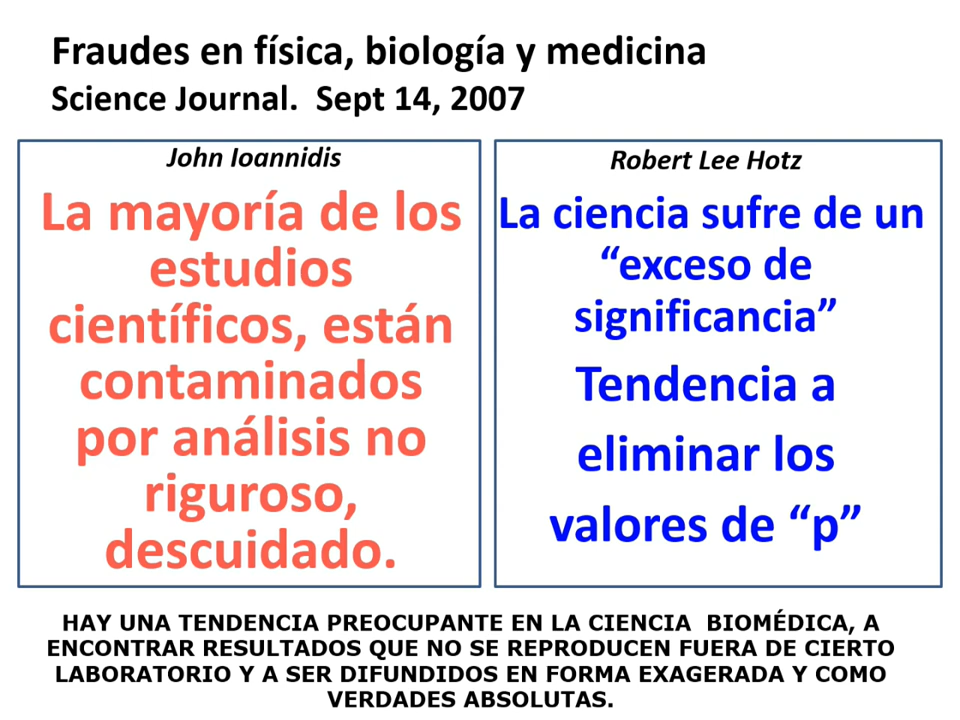 Fraudes en física, biología y medicina
Science Journal.  Sept 14, 2007
John Ioannidis
La mayoría de los
estudios
científicos, están
contaminados
por análisis no
riguroso,
descuidado.
Robert Lee Hotz
La ciencia sufre de un
“exceso de
significancia”
Tendencia a
eliminar los
valores de “p”
HAY UNA TENDENCIA PREOCUPANTE EN LA CIENCIA  BIOMÉDICA, A
ENCONTRAR RESULTADOS QUE NO SE REPRODUCEN FUERA DE CIERTO
LABORATORIO Y A SER DIFUNDIDOS EN FORMA EXAGERADA Y COMO
VERDADES ABSOLUTAS.